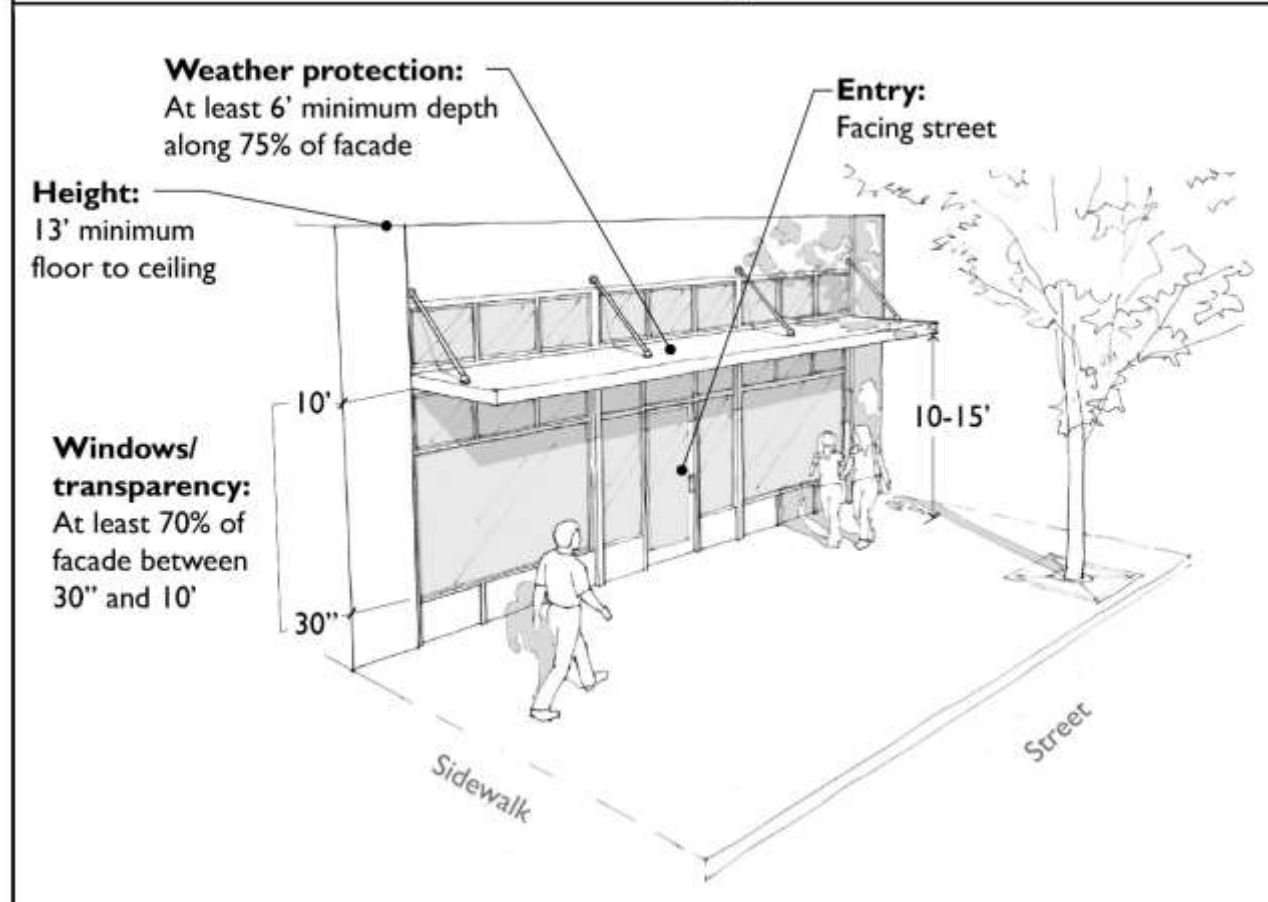 Weather protection:
At least 6’ minimum depth
along 75% of facade
Entry:
Facing street
Height:
13’ minimum
floor to ceiling
10’
10-15’
Windows/
transparency:
At least 70% of
facade between
30” and 10’
30”
Sidewalk
Street